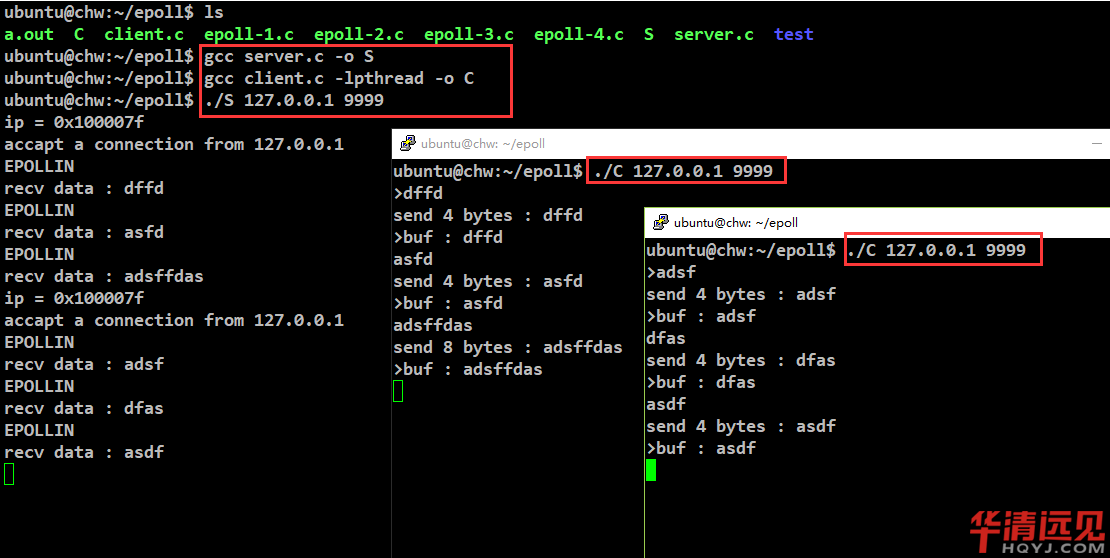 ubuntu@chw:~/epoll$ ls
a.out  C  client.c  epoll-1.c  epoll-2.c  epoll-3.c  epoll-4.c  S  server.c  test
ubuntu@chw:~/epoll$ gcc server.c -o S
ubuntu@chw:~/epoll$ gcc client.c -lpthread -o C
ubuntu@chw:~/epoll$ ./S 127.0.0.1 9999
ip = 0x100007f
accapt a connection from 127.0.0.1
EPOLLIN
recv data : dffd
EPOLLIN
recv data : asfd
EPOLLIN
recv data : adsffdas
ip = 0x100007f
accapt a connection from 127.0.0.1
EPOLLIN
recv data : adsf
EPOLLIN
recv data : dfas
EPOLLIN
recv data : asdf
ubuntu@chw: ~/epoll
ubuntu@chw:~/epoll$ ./C 127.0.0.1 9999
>dffd
send 4 bytes : dffd
>buf : dffd
asfd
send 4 bytes : asfd
>buf : asfd
adsffdas
send 8 bytes : adsffdas
>buf : adsffdas
ubuntu@chw: ~/epoll
ubuntu@chw:~/epoll$ ./C 127.0.0.1 9999
>adsf
send 4 bytes : adsf
>buf : adsf
dfas
send 4 bytes : dfas
>buf : dfas
asdf
send 4 bytes : asdf
>buf : asdf
华清远见
HQYJ.COM